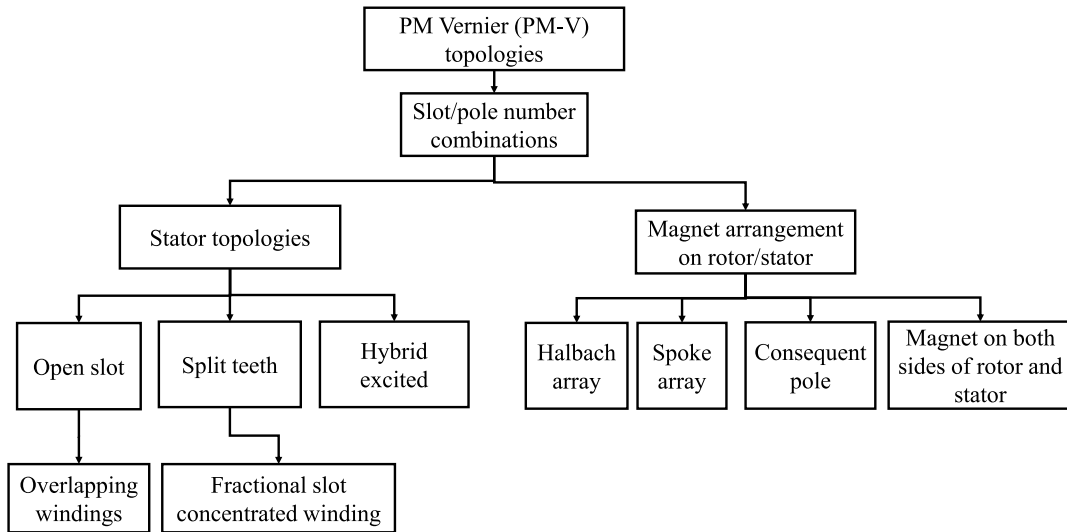 PM Vernier (PM-V)
topologies
Slot/pole number
combinations
Stator topologies
Magnet arrangement
on rotor/stator
Open slot
Split teeth
Hybrid
excited
Halbach
array
Spoke
array
Consequent
pole
Magnet on both
sides of rotor and
stator
Overlapping
windings
Fractional slot
concentrated winding